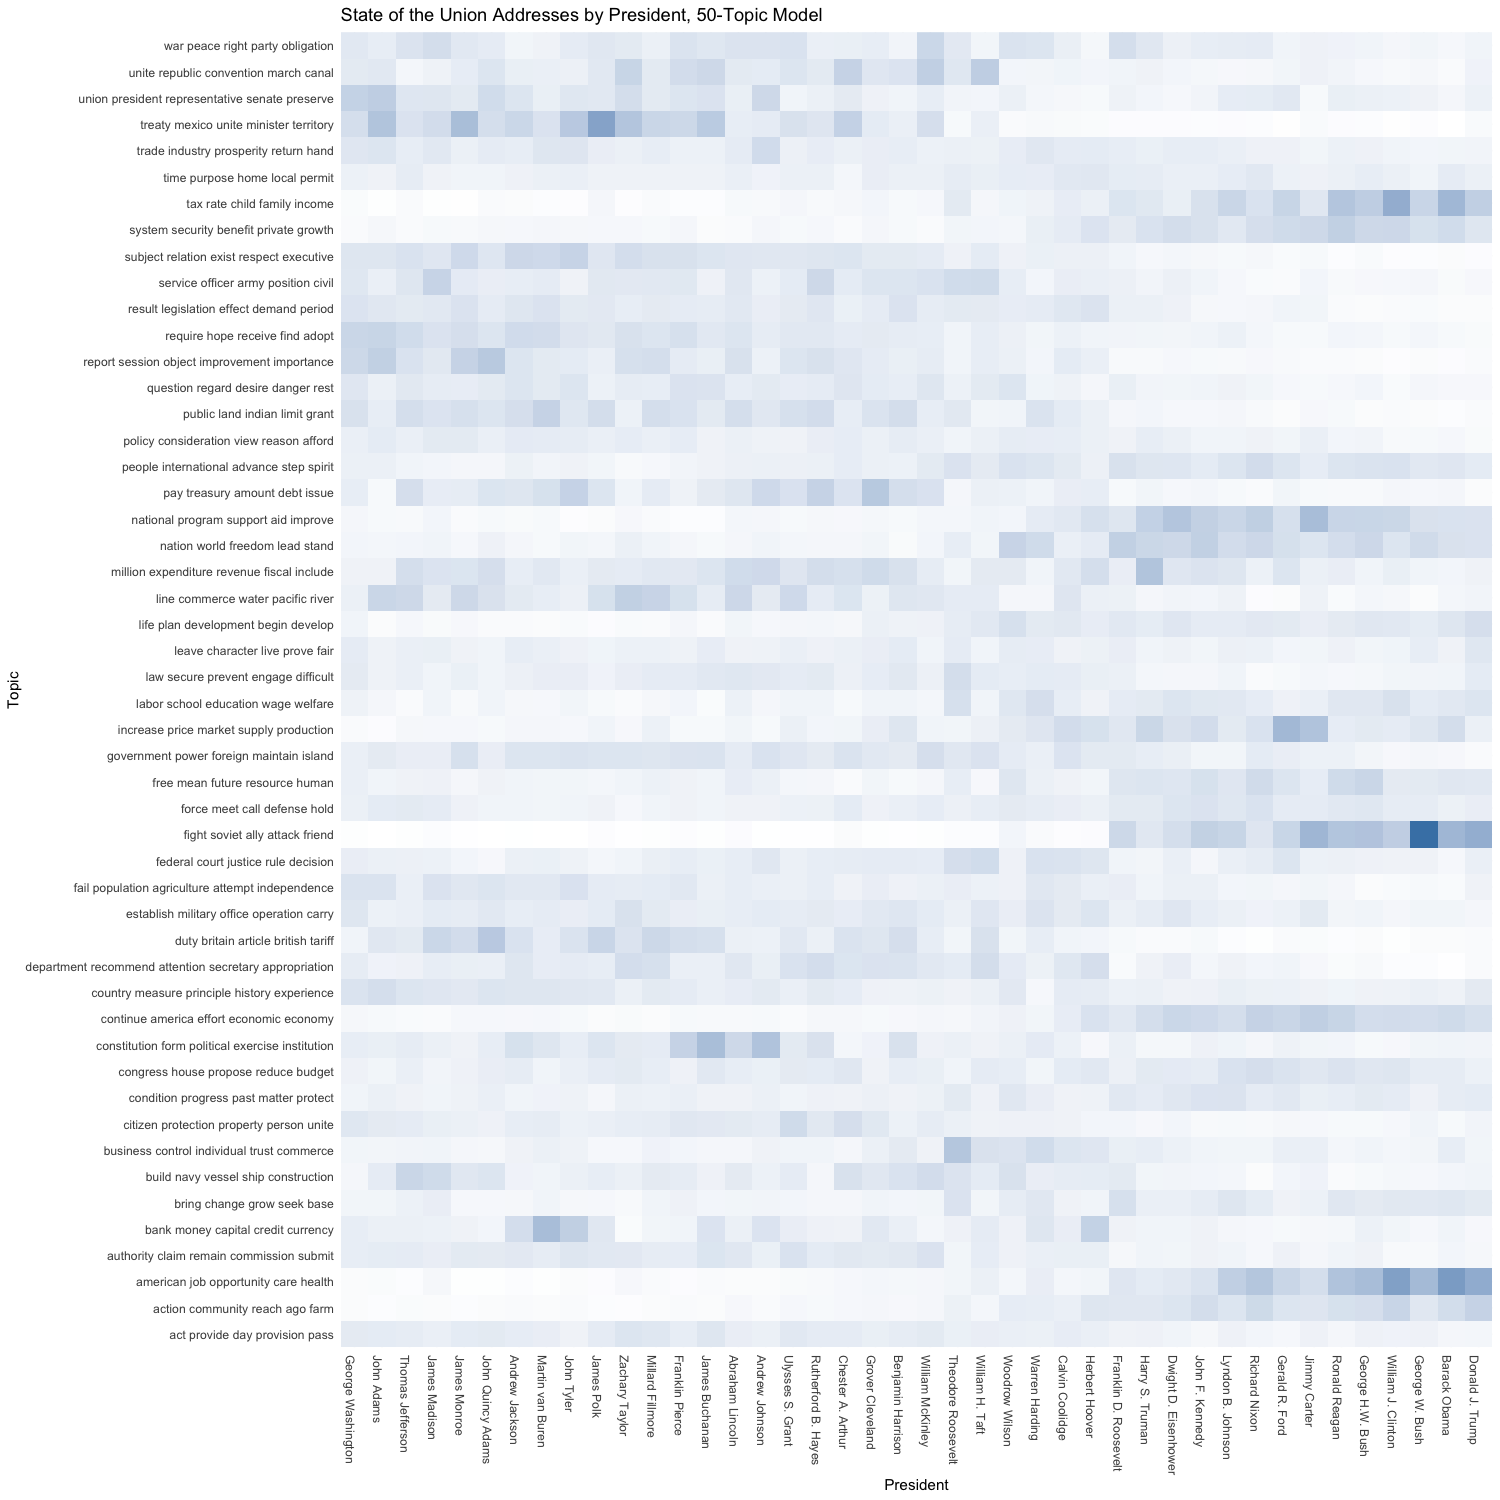 State of the Union Addresses by President, 50-Topic Model
war peace right party obligation
unite republic convention march canal
union president representative senate preserve
treaty mexico unite minister territory
trade industry prosperity return hand
time purpose home local permit
tax rate child family income
system security benefit private growth
subject relation exist respect executive
service officer army position civil
result legislation effect demand period
require hope receive find adopt
report session object improvement importance
question regard desire danger rest
public land indian limit grant
policy consideration view reason afford
people international advance step spirit
pay treasury amount debt issue
national program support aid improve
nation world freedom lead stand
million expenditure revenue fiscal include
line commerce water pacific river
life plan development begin develop
leave character live prove fair
law secure prevent engage difficult
labor school education wage welfare
increase price market supply production
government power foreign maintain island
free mean future resource human
force meet call defense hold
fight soviet ally attack friend
federal court justice rule decision
fail population agriculture attempt independence
establish military office operation carry
duty britain article british tariff
department recommend attention secretary appropriation
country measure principle history experience
continue america effort economic economy
constitution form political exercise institution
congress house propose reduce budget
condition progress past matter protect
citizen protection property person unite
business control individual trust commerce
build navy vessel ship construction
bring change grow seek base
bank money capital credit currency
authority claim remain commission submit
american job opportunity care health
action community reach ago farm
act provide day provision pass
Topic
George Washington
John Adams
Thomas Jefferson
James Madison
James Monroe
John Quincy Adams
Andrew Jackson
Martin van Buren
John Tyler
James Polk
Zachary Taylor
Millard Fillmore
Franklin Pierce
James Buchanan
Abraham Lincoln
Andrew Johnson
Ulysses S. Grant
Rutherford B. Hayes
Chester A. Arthur
Grover Cleveland
Benjamin Harrison
William McKinley
Theodore Roosevelt
William H. Taft
Woodrow Wilson
Warren Harding
Calvin Coolidge
Herbert Hoover
Franklin D. Roosevelt
Harry S. Truman
Dwight D. Eisenhower
John F. Kennedy
Lyndon B. Johnson
Richard Nixon
Gerald R. Ford
Jimmy Carter
Ronald Reagan
George H.W. Bush
William J. Clinton
George W. Bush
Barack Obama
Donald J. Trump
President